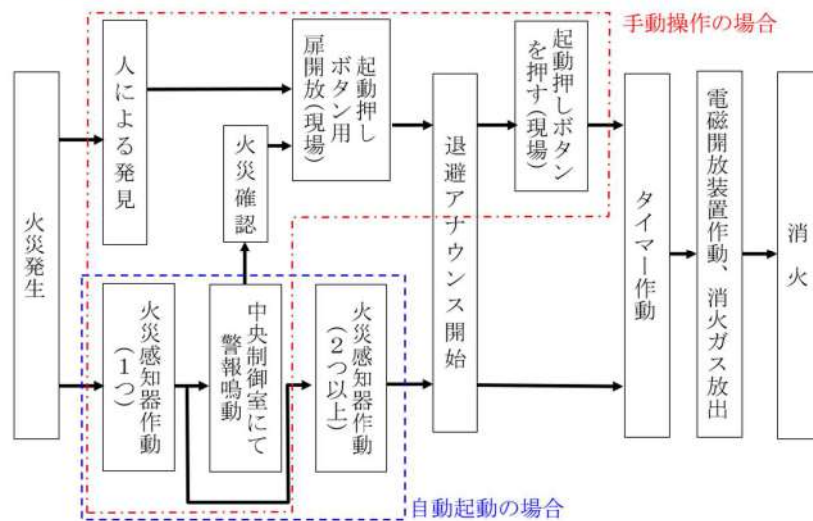 手動操作の場合
火災発生
人による発見
火災確認
起動押し
ボタン用
扉開放(現場)
退避アナウンス開始
起動押しボタン
を押す(現場)
タイマー作動
電磁開放装置作動、消火ガス放出
消火
火災感知器作動
(1つ)
中央制御室にて
警報鳴動
火災感知器作動
(2つ以上)
自動起動の場合